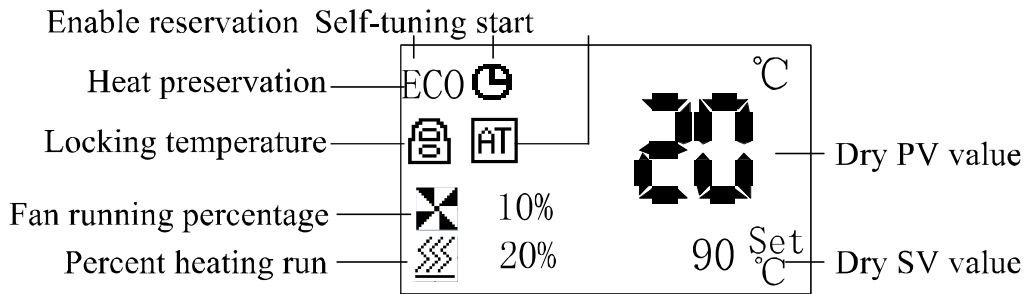 Enable reservation Self-tuning start
Heat preservation
ECO
℃
Locking temperature
AT
20
Dry PV value
Fan running percentage
10%
Percent heating run
20%
90
Set
℃
Dry SV value